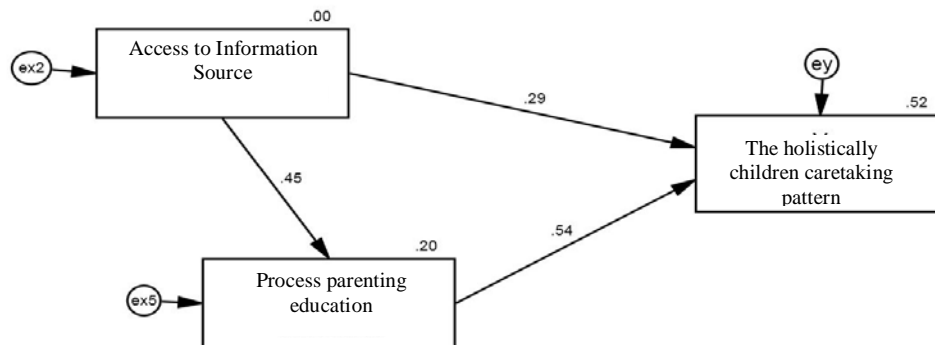 .00
Access to Information
Source
ex2
ey
.29
.52
The holistically
children caretaking
pattern
.45
.54
.20
Process parenting
education
ex5